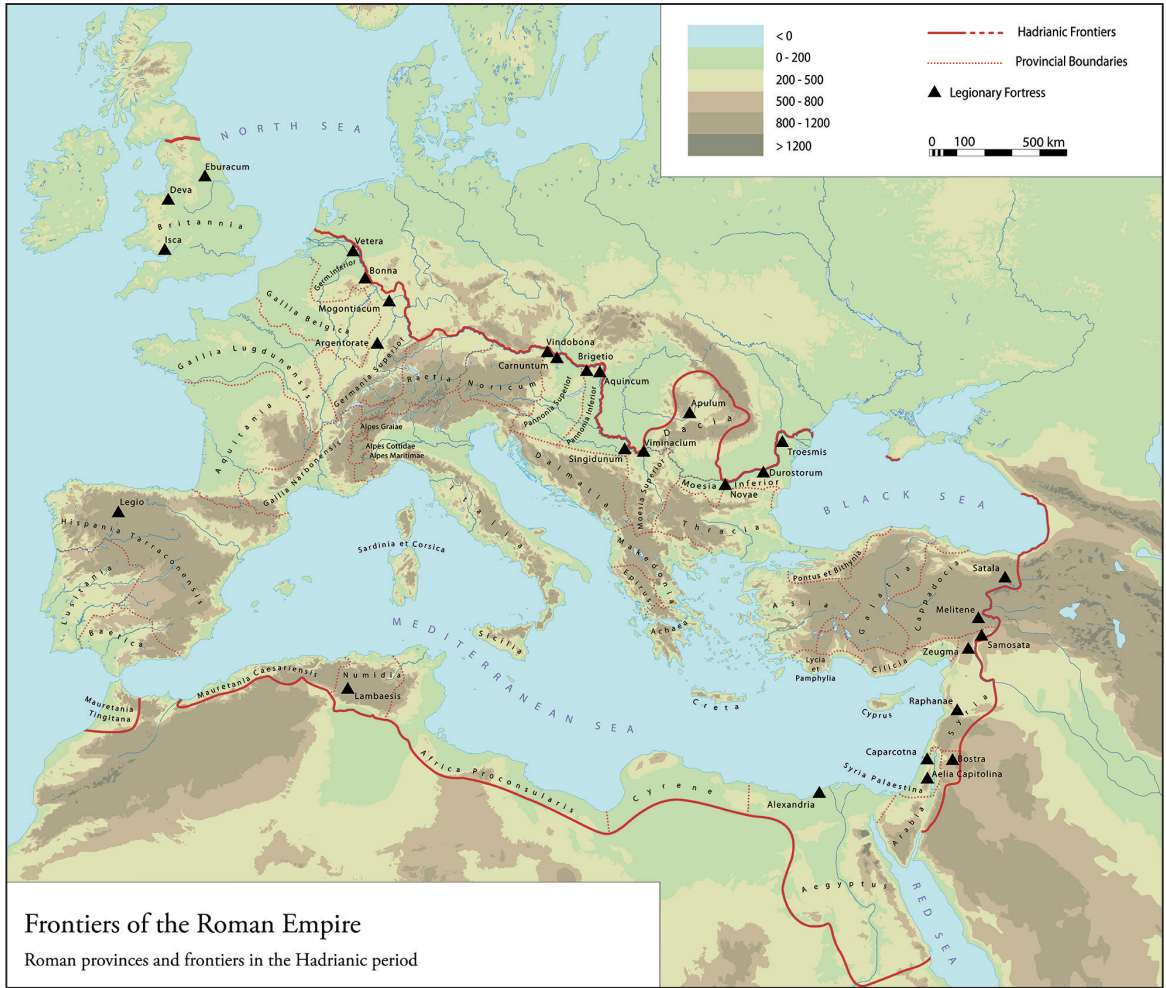 < 0
0 - 200
200 - 500
500 - 800
800 - 1200
> 1200
Hadrianic Frontiers
Provincial Boundaries
Legionary Fortress
0 100 500 km
NORTH SEA
Eburacum
Deva
Britannia
Isca
Vetera
Germ.Inferior
Bonna
Mogontiacum
Gallia Belgica
Argentorate
Gallia Lugdunensis
Germania Superior
Raetia
Noricum
Vindobona
Carnuntum
Brigetio
Aquincum
Pannonia Superior
Pannonia Inferior
Aquitania
Alpes Graiae
Alpes Cottidae
Alpes Maritimae
Gallia Narbonensis
Apulum
Dacia
Viminacium
Singidunum
Troesmis
Durostorum
Moesia Inferior
Novae
Moesia Superior
Dalmatia
Italia
Thracia
BLACK SEA
Legio
Hispania Tarraconensis
Lusitania
Baetica
Sardinia et Corsica
Makedonia
Epirus
Achaea
Pontus et Bithynia
Asia
Galatia
Cappadocia
Satala
Melitene
Samosata
Zeugma
Lycia
et
Pamphylia
Cilicia
MEDITERRANEAN SEA
Sicilia
Creta
Cyprus
Raphanae
Syria
Mauretania
Tingitana
Mauretania Caesariensis
Numidia
Lambaesis
Africa Proconsularis
Cyrene
Alexandria
Caparcotna
Bostra
Syria Palaestina
Aelia Capitolina
Arabia
Aegyptus
RED SEA
Frontiers of the Roman Empire
Roman provinces and frontiers in the Hadrianic period